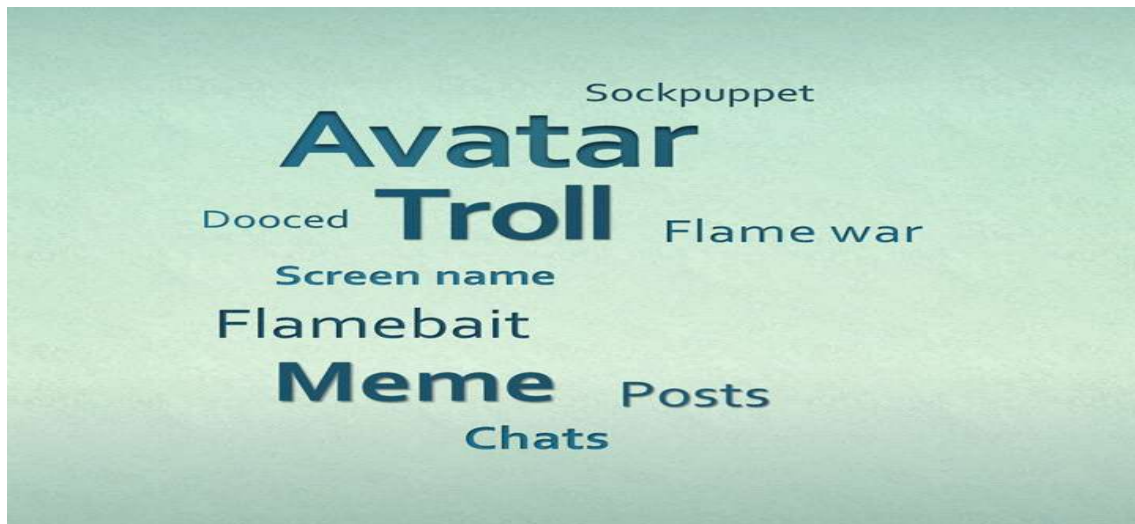 Sockpuppet
Avatar
Troll
Dooced
Flame war
Screen name
Flamebait
Meme
Posts
Chats